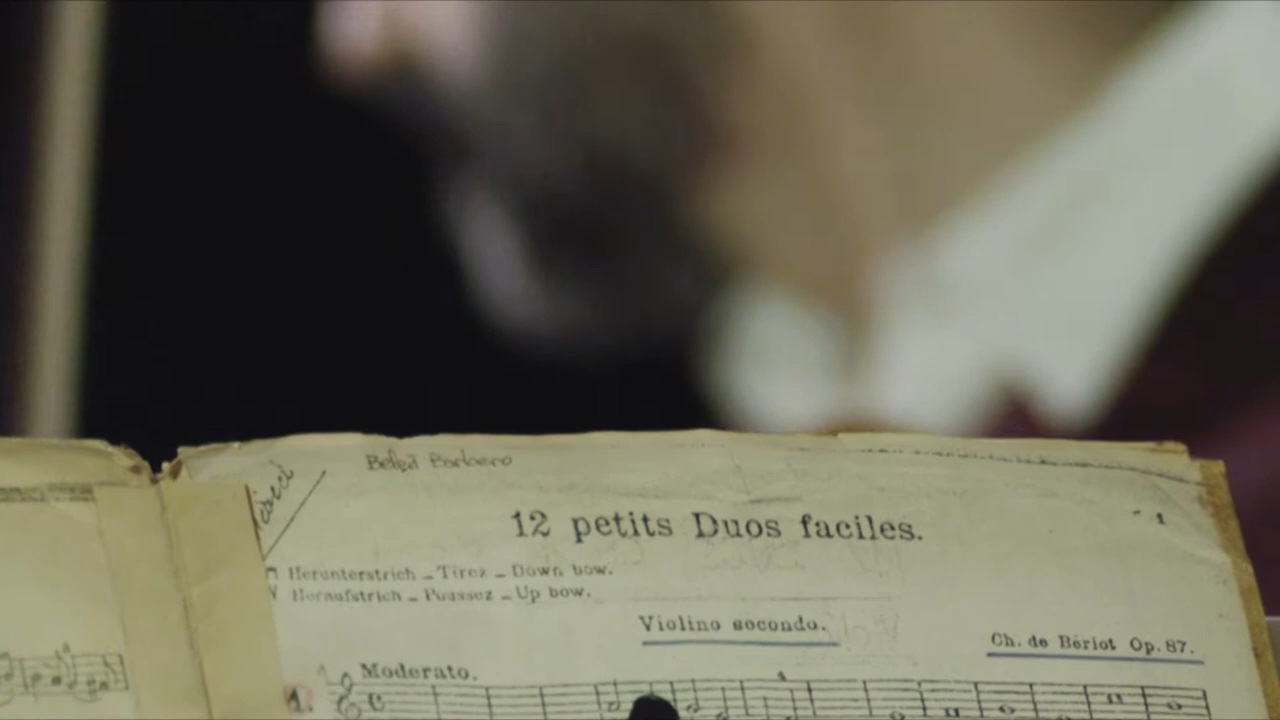 Barbero
12 petits Duos faciles.
1
Herunterstrich - Tirez - Down bow.
Heraufstrich - Poussez - Up bow.
Violino secondo.
Ch. de Bériot Op. 87.
Moderato.
1.